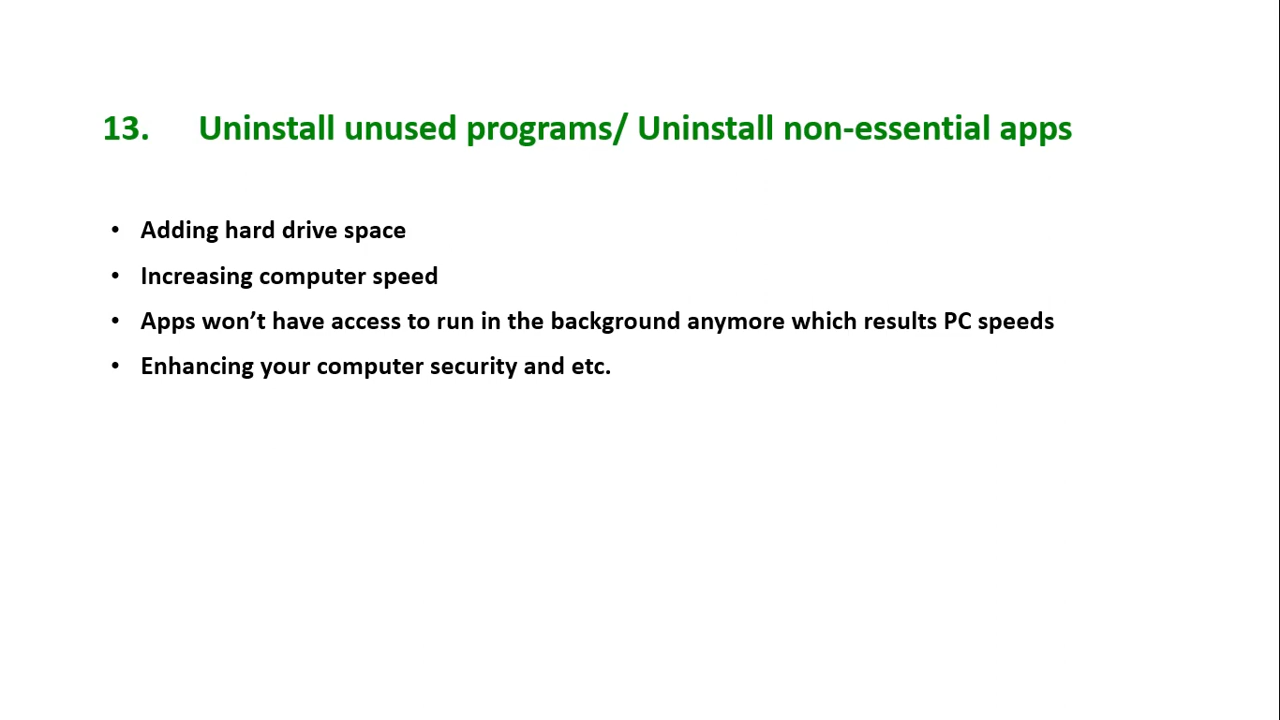 13. Uninstall unused programs/ Uninstall non-essential apps
• Adding hard drive space
• Increasing computer speed
• Apps won’t have access to run in the background anymore which results PC speeds
• Enhancing your computer security and etc.